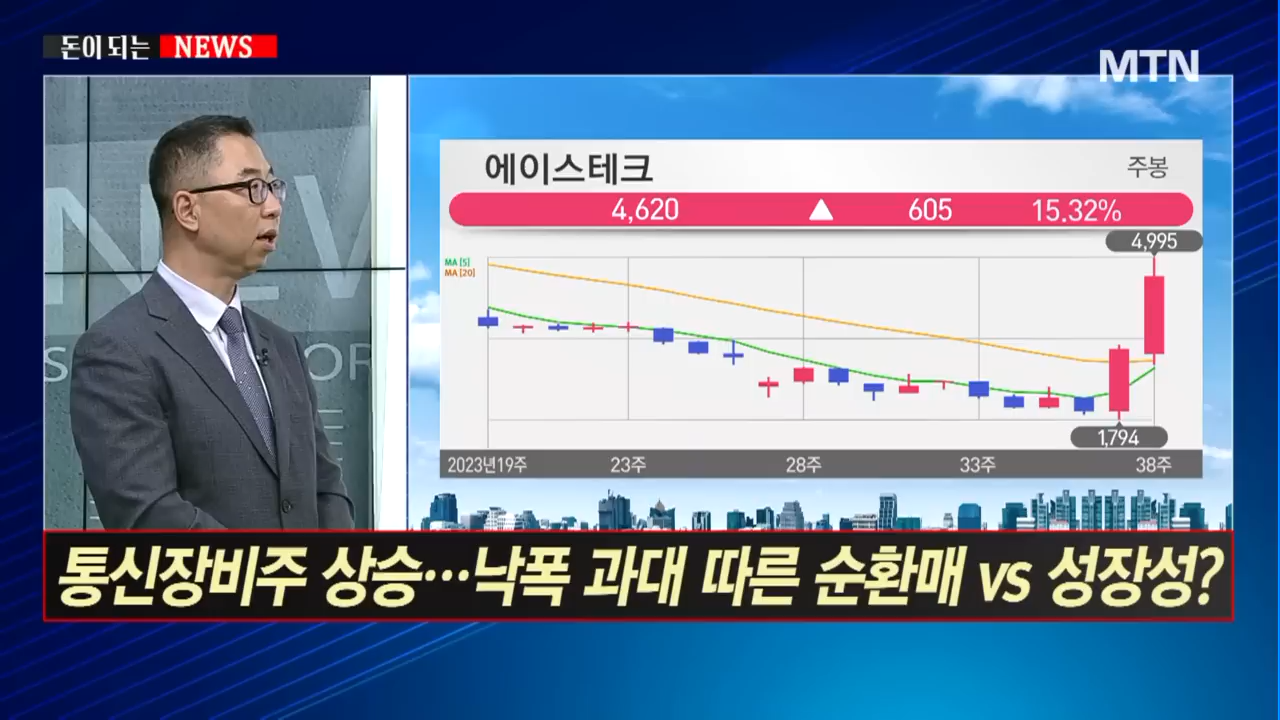 돈이 되는 NEWS
MTN
에이스테크
주봉
4,620 ▲ 605 15.32%
4,995
MA [5]
MA [20]
1,794
2023년19주 23주 28주 33주 38주
통신장비주 상승…낙폭 과대 따른 순환매 vs 성장성?